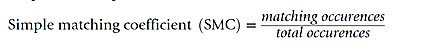 Simple matching coefficient (SMC) = matching occurences / total occurences